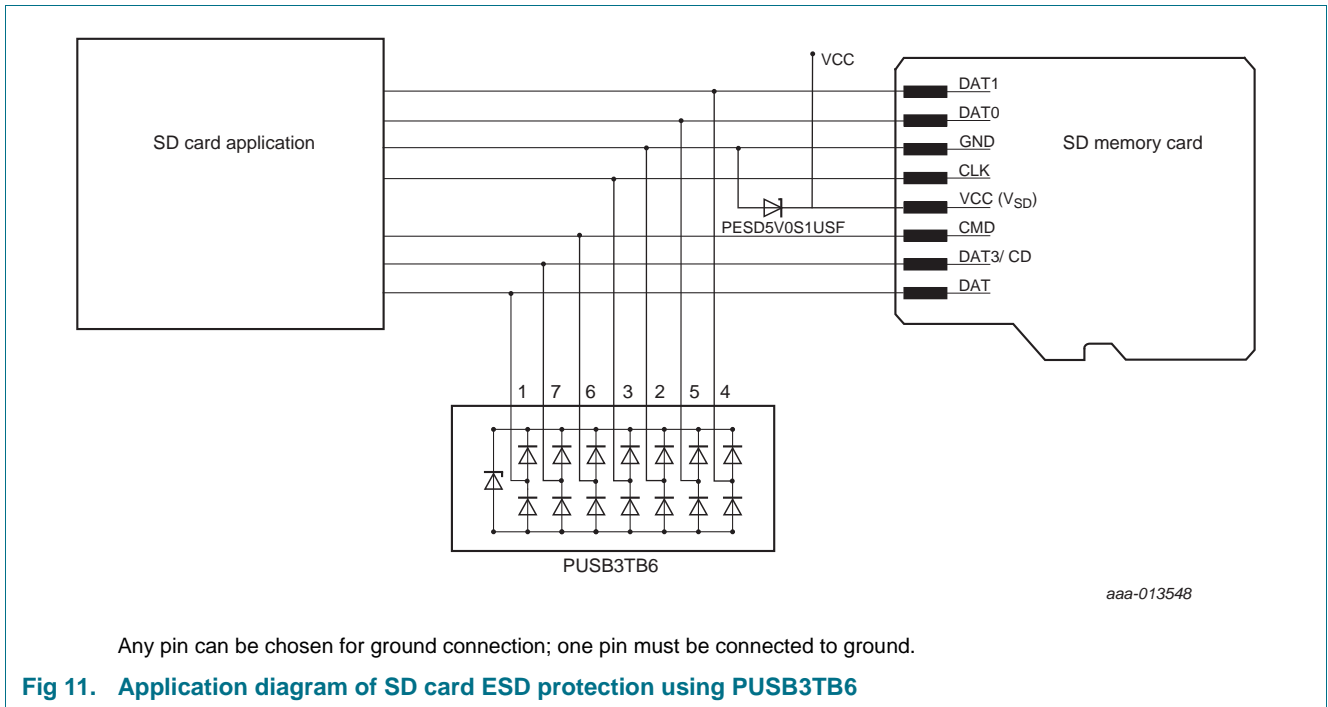 VCC
DAT1
DAT0
SD card application
GND
SD memory card
CLK
VCC (VSD)
PESD5V0S1USF
CMD
DAT3/ CD
DAT
1 7 6 3 2 5 4
PUSB3TB6
aaa-013548
Any pin can be chosen for ground connection; one pin must be connected to ground.
Fig 11. Application diagram of SD card ESD protection using PUSB3TB6